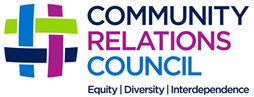 COMMUNITY
RELATIONS
COUNCIL
Equity | Diversity | Interdependence